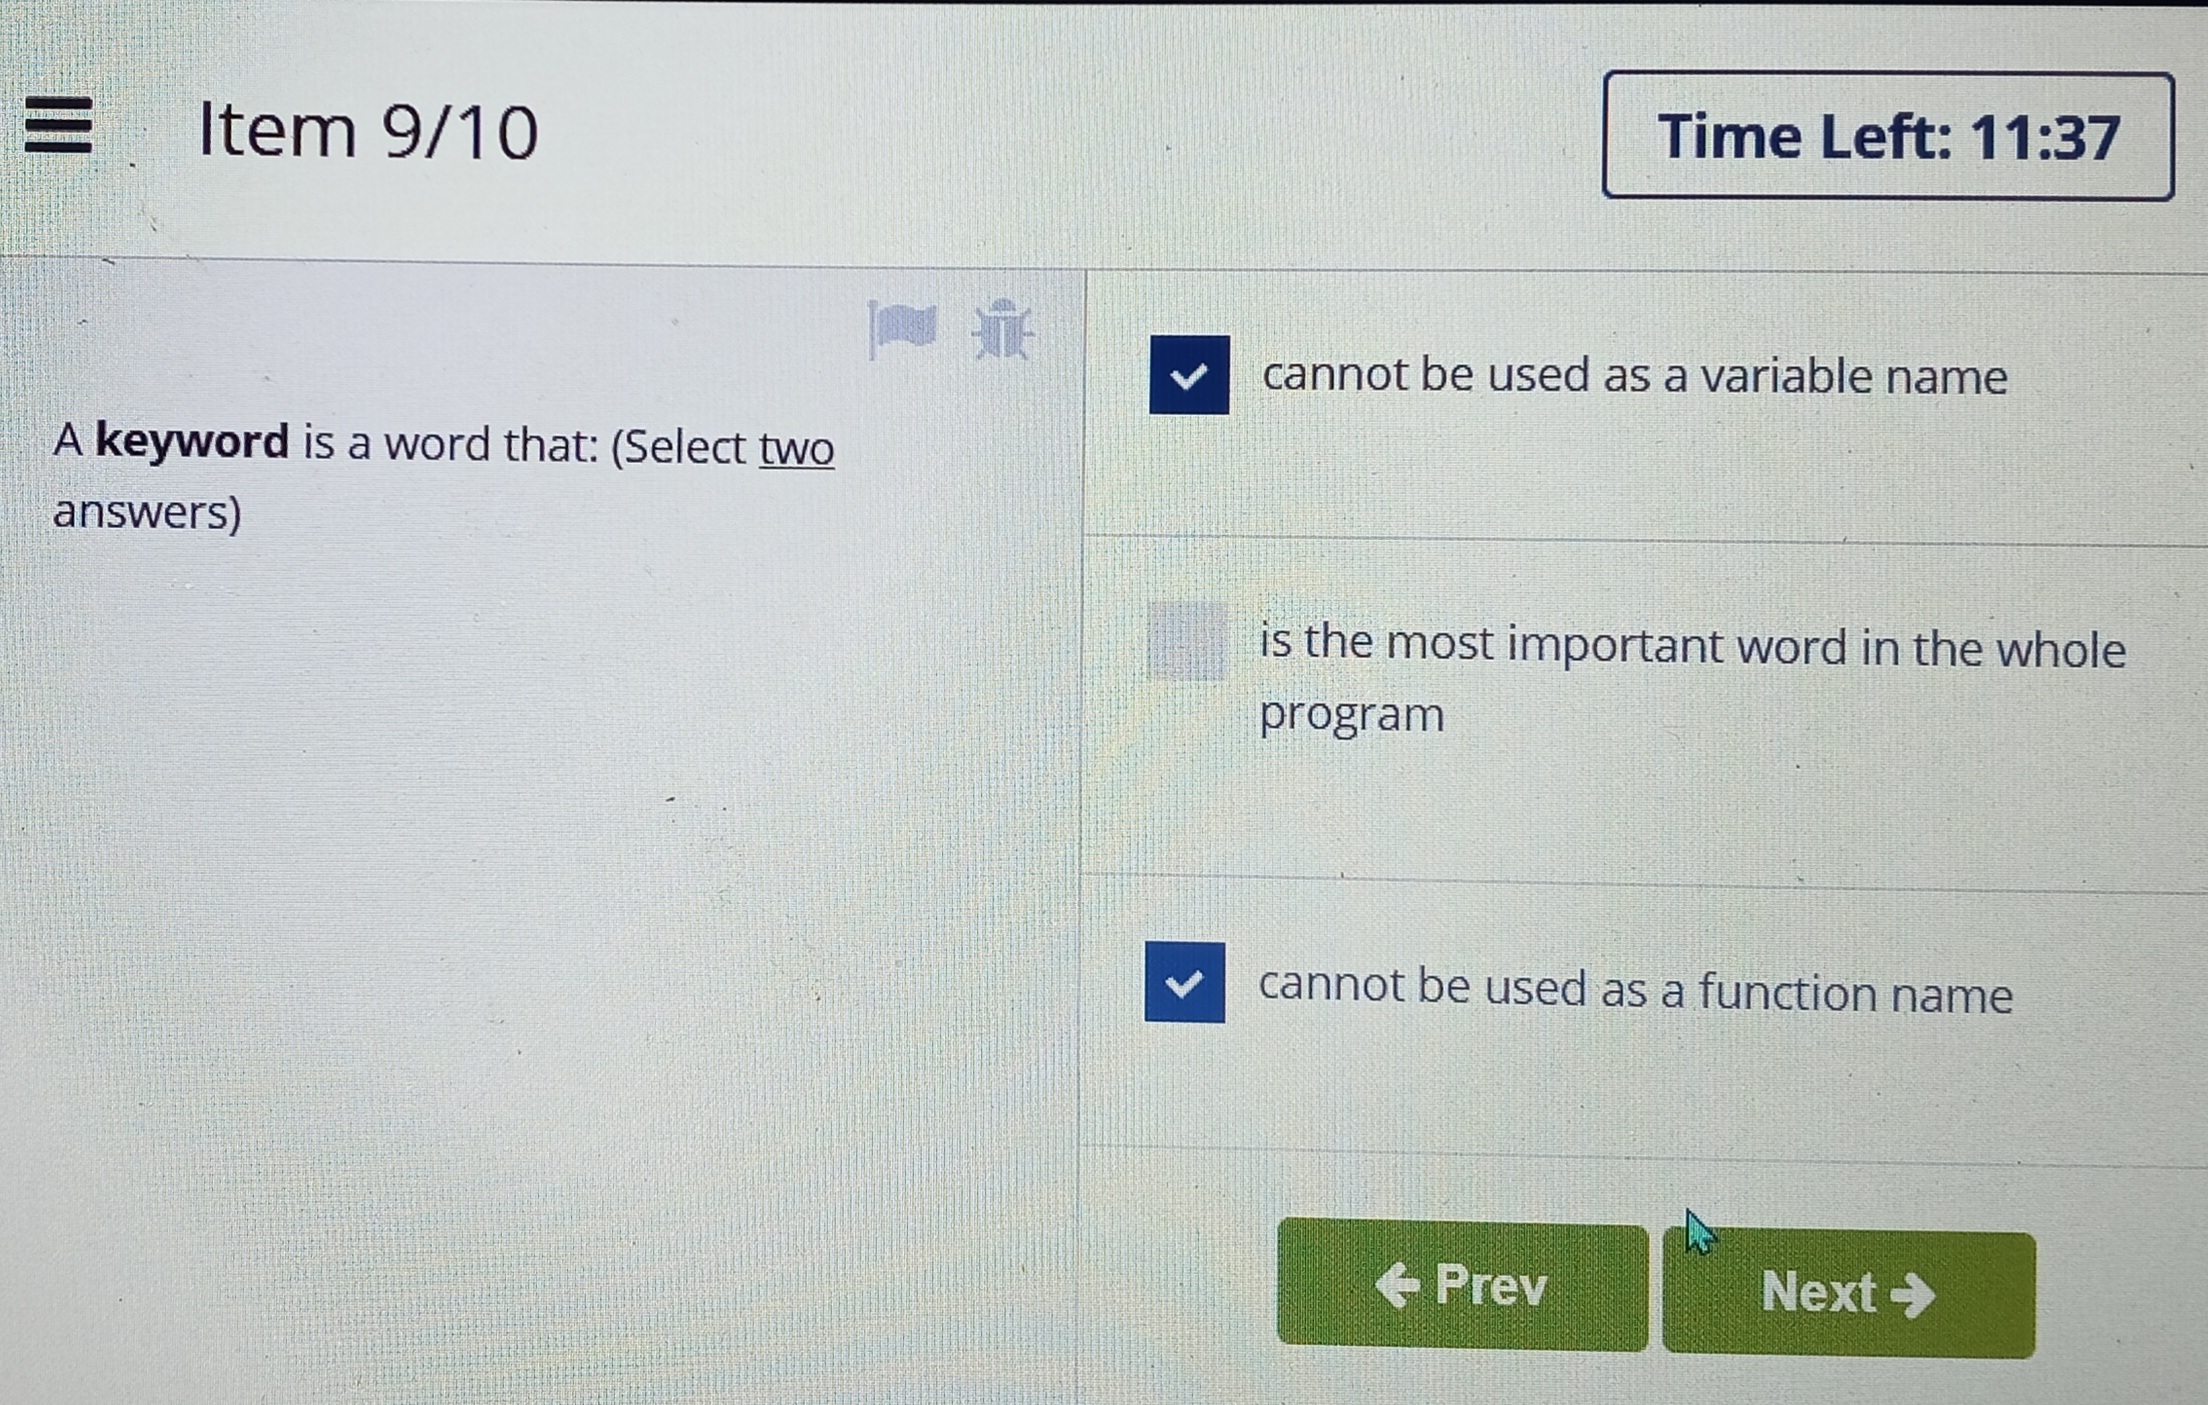 Item 9/10
Time Left: 11:37
A keyword is a word that: (Select two
answers)
cannot be used as a variable name
is the most important word in the whole
program
cannot be used as a function name
← Prev
Next →